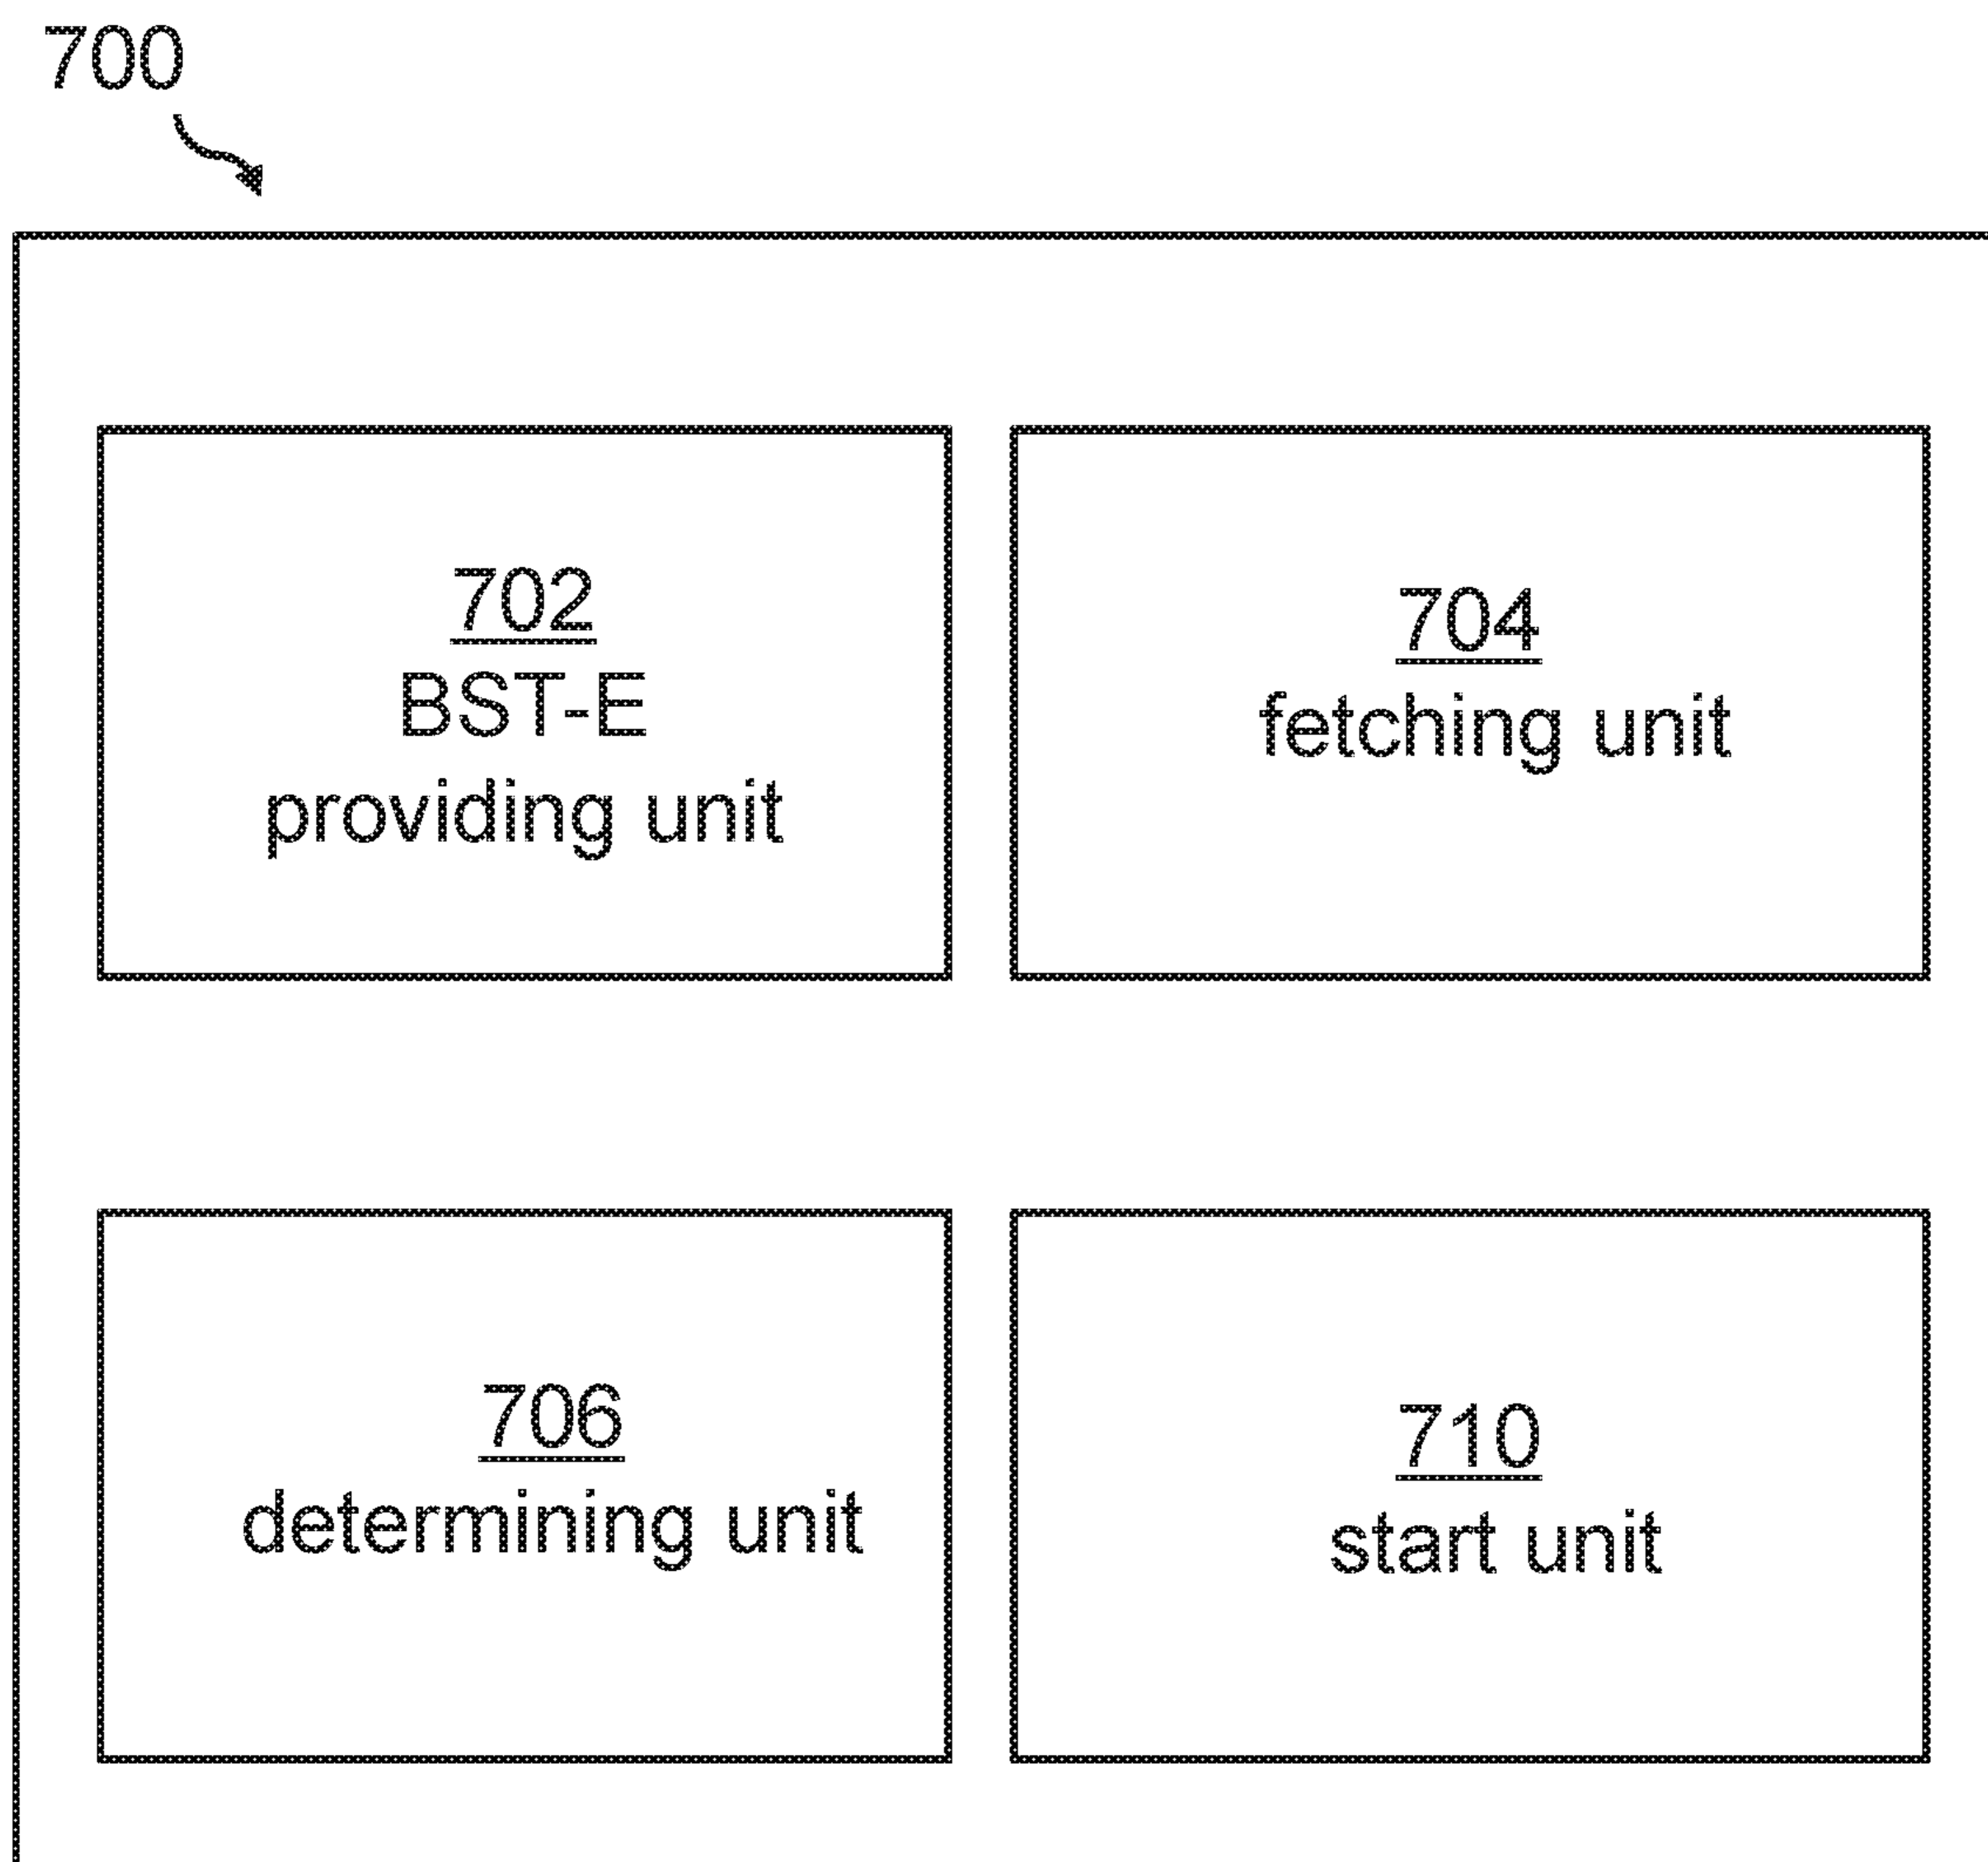 700
702
BST-E
providing unit
704
fetching unit
706
determining unit
710
start unit